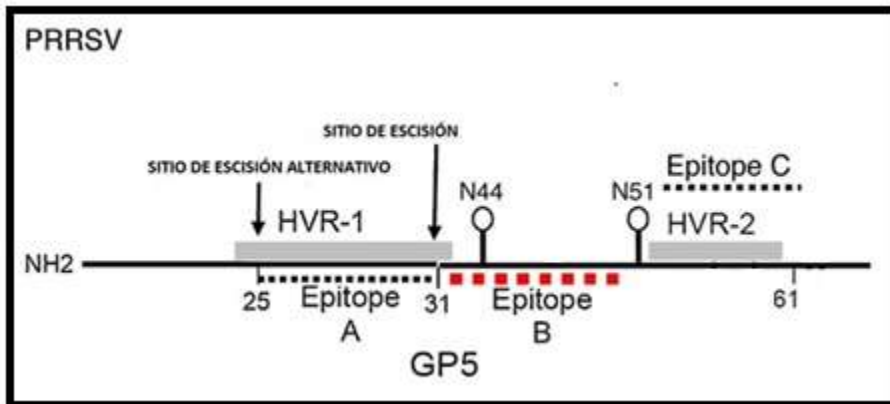 PRRSV
SITIO DE ESCISIÓN
SITIO DE ESCISIÓN ALTERNATIVO
Epitope C
N44
N51
HVR-1
HVR-2
NH2
25
Epitope
A
31
Epitope
B
61
GP5